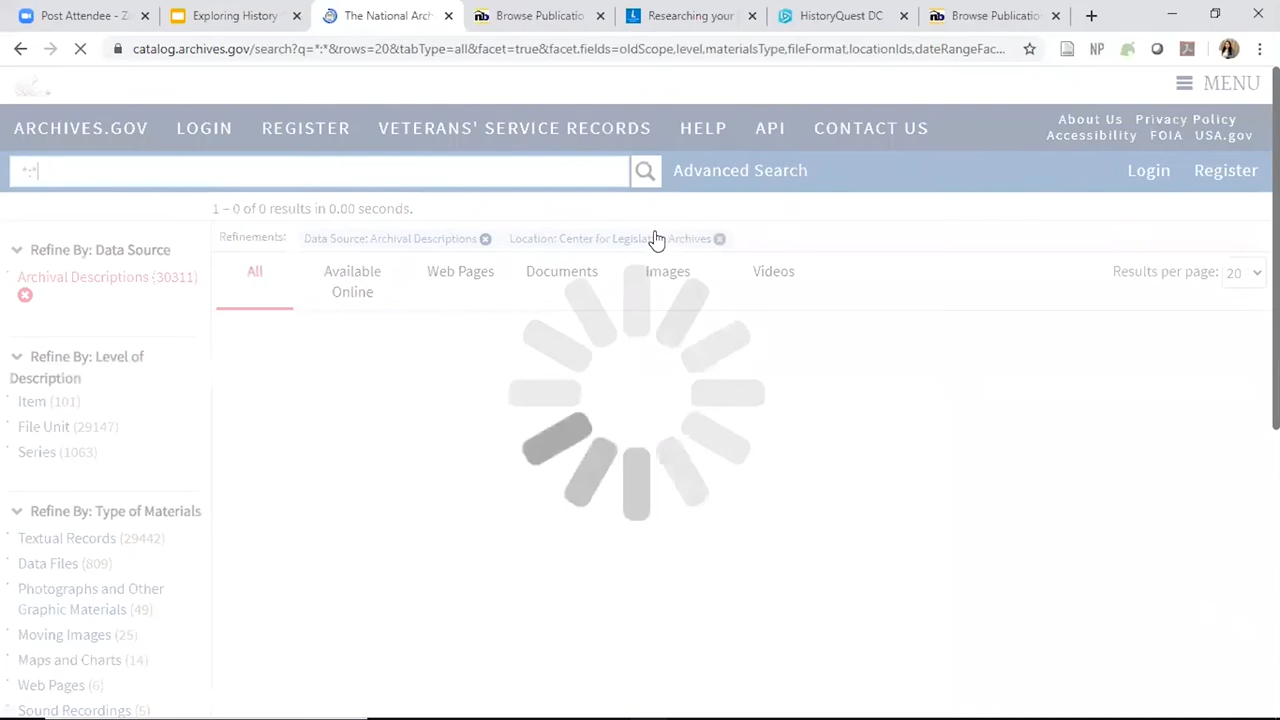 Post Attendee - Z
Exploring History
The National Arc
Browse Publicatio
Researching your
HistoryQuest DC
Browse Publicatio
catalog.archives.gov/search?q=*:*&rows=20&tabType=all&facet=true&facet.fields=oldScope,level,materialsType,fileFormat,locationIds,dateRangeFac...
NP
MENU
ARCHIVES.GOV LOGIN REGISTER VETERANS' SERVICE RECORDS HELP API CONTACT US
About Us Privacy Policy
Accessibility FOIA USA.gov
*:*
Advanced Search
Login Register
1 – 0 of 0 results in 0.00 seconds.
Refinements: Data Source: Archival Descriptions Location: Center for Legislat Archives
Refine By: Data Source
Archival Descriptions (30311)
All
Available Online
Web Pages
Documents
Images
Videos
Results per page: 20
Refine By: Level of
Description
Item (101)
File Unit (29147)
Series (1063)
Refine By: Type of Materials
Textual Records (29442)
Data Files (809)
Photographs and Other
Graphic Materials (49)
Moving Images (25)
Maps and Charts (14)
Web Pages (6)
Sound Recordings (5)